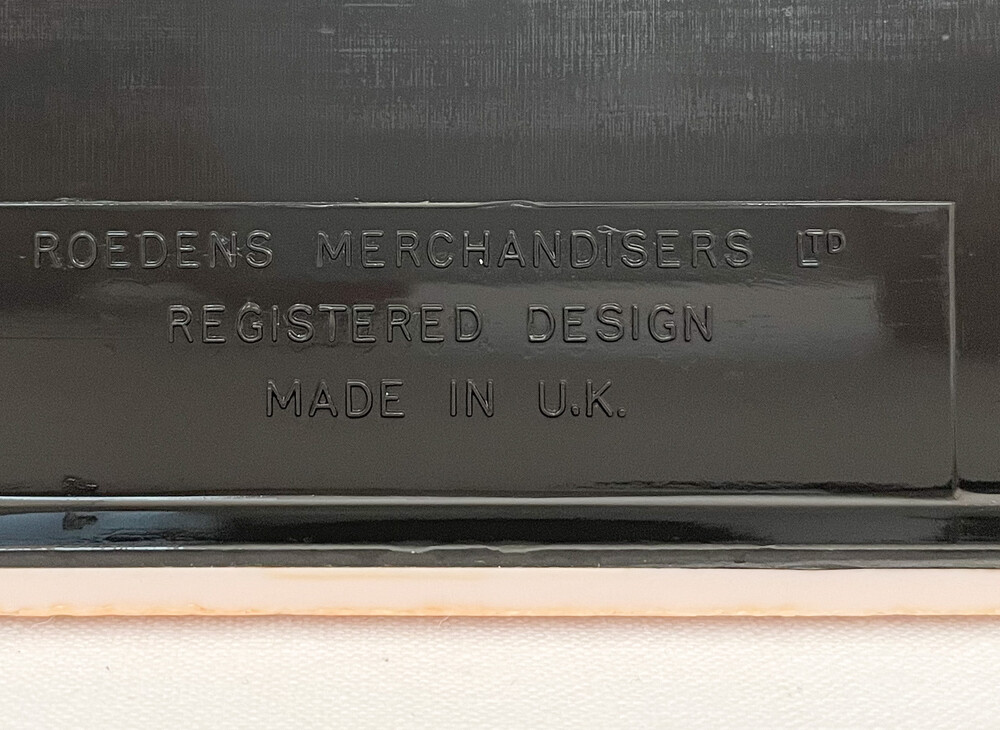 ROEDENS MERCHANDISERS LTD
REGISTERED DESIGN
MADE IN U.K.